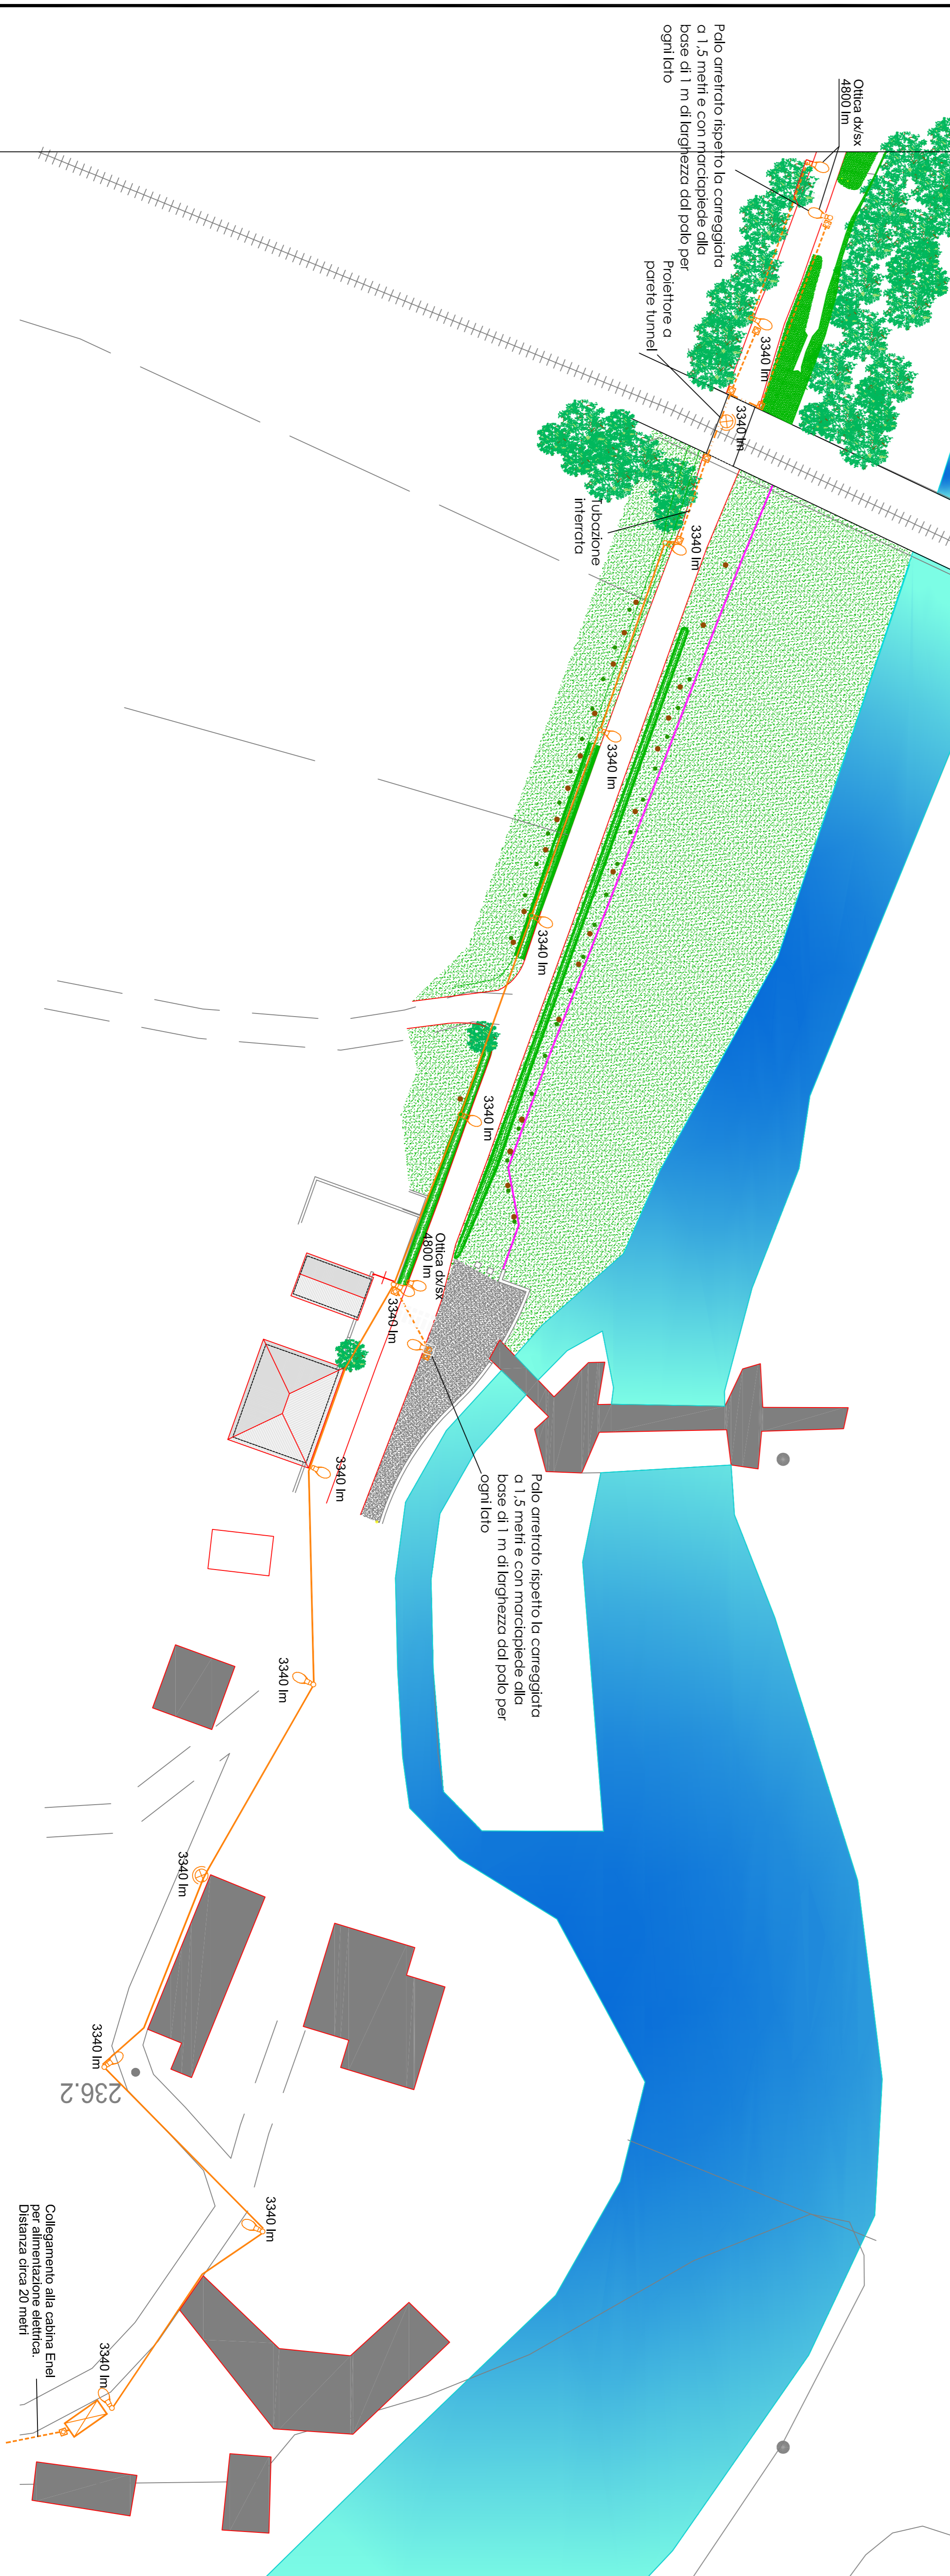 Ottica dx/sx
4800 lm
Palo arretrato rispetto la carreggiata
a 1,5 metri e con marciapiede alla
base di 1 m di larghezza dal palo per
ogni lato
Proiettore a
parete tunnel
3340 lm
3340 lm
Tubazione
interrata
3340 lm
3340 lm
3340 lm
3340 lm
Ottica dx/sx
4800 lm
3340 lm
3340 lm
Palo arretrato rispetto la carreggiata
a 1,5 metri e con marciapiede alla
base di 1 m di larghezza dal palo per
ogni lato
3340 lm
3340 lm
3340 lm
236.2
3340 lm
3340 lm
Collegamento alla cabina Enel
per alimentazione elettrica.
Distanza circa 20 metri